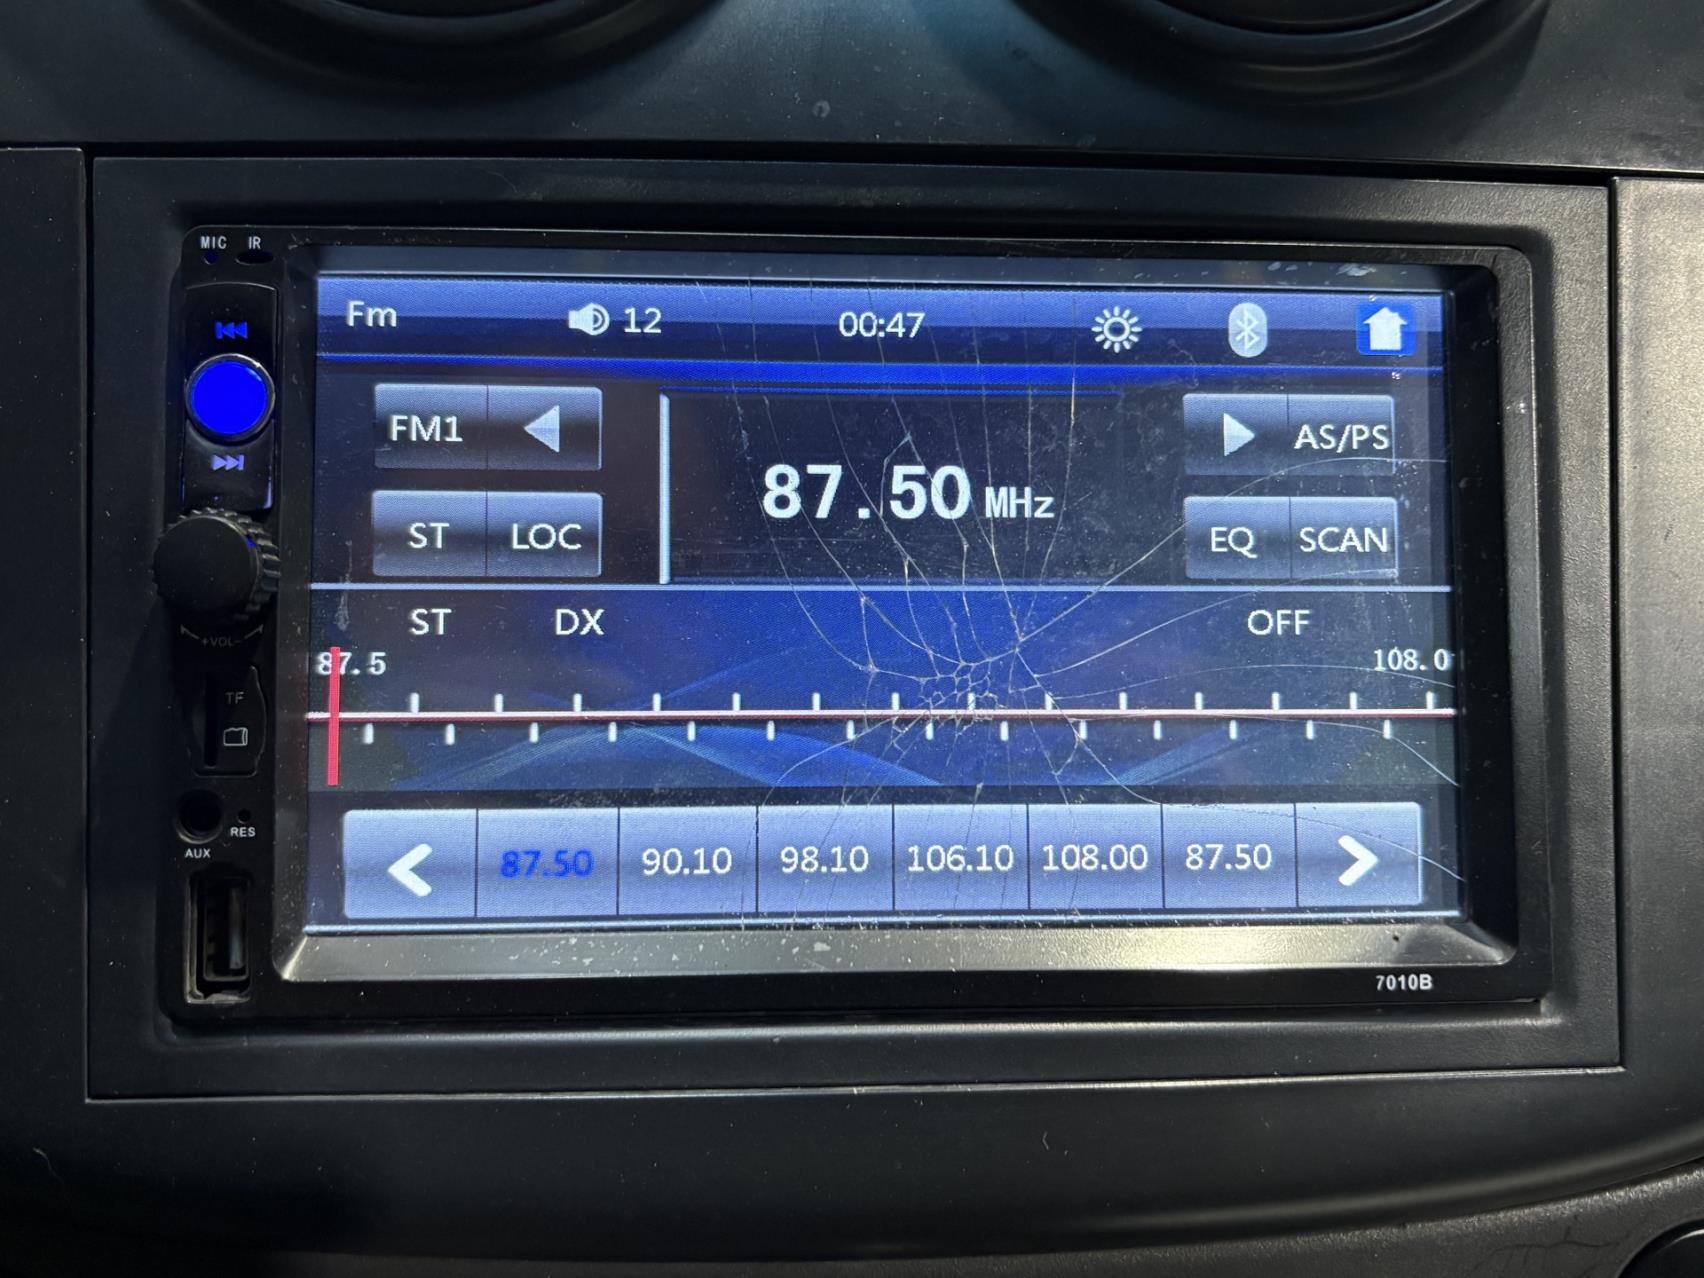 MIC IR
Fm 12 00:47
FM1 AS/PS
87.50 MHz
ST LOC EQ SCAN
ST DX OFF
87.5 108.0
+VOL-
TF
87.50 90.10 98.10 106.10 108.00 87.50
RES
AUX
7010B